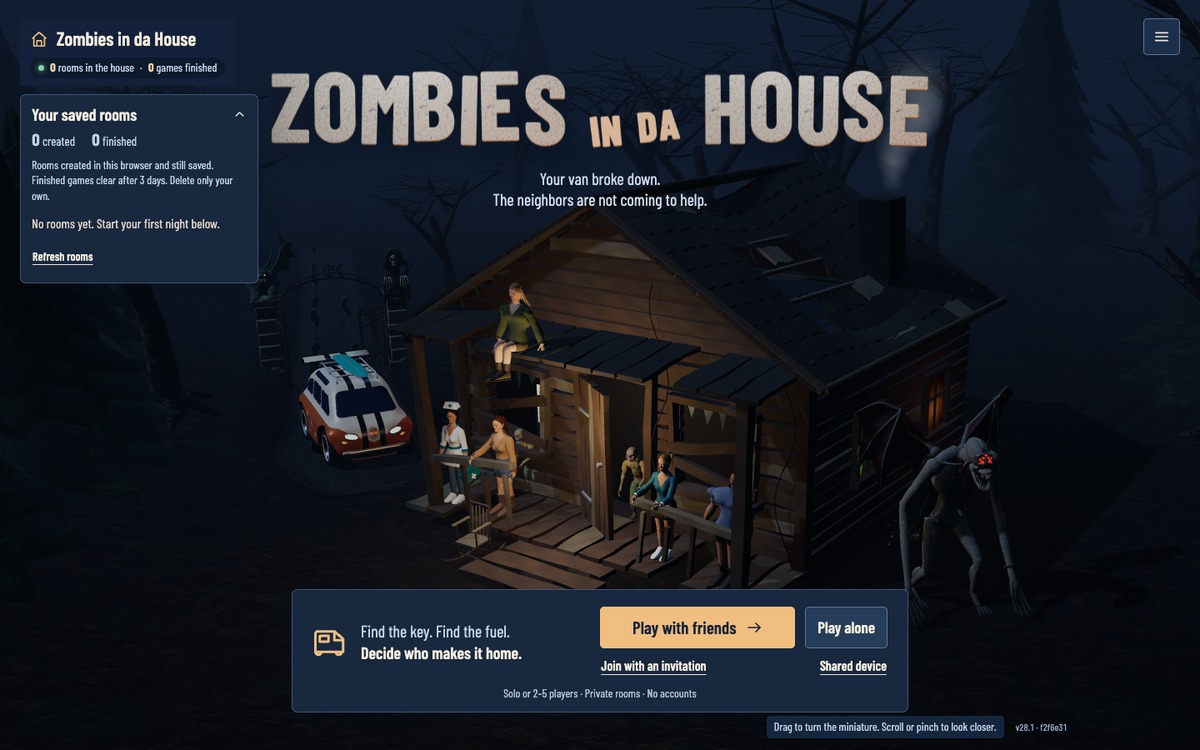 Zombies in da House
0 rooms in the house · 0 games finished
ZOMBIES IN DA HOUSE
Your van broke down.
The neighbors are not coming to help.
Your saved rooms
0 created 0 finished
Rooms created in this browser and still saved.
Finished games clear after 3 days. Delete only your
own.
No rooms yet. Start your first night below.
Refresh rooms
Find the key. Find the fuel.
Decide who makes it home.
Play with friends
Play alone
Join with an invitation
Shared device
Solo or 2–5 players · Private rooms · No accounts
Drag to turn the miniature. Scroll or pinch to look closer.
v28.1 · f2f6e31